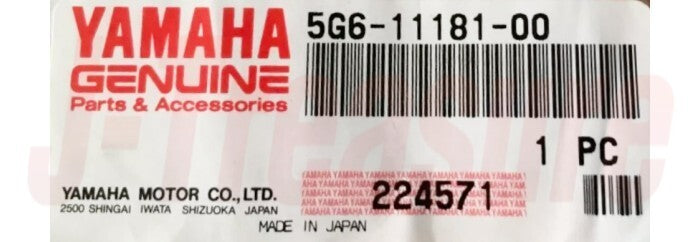 YAMAHA
GENUINE
Parts & Accessories
5G6-11181-00
1 PC
YAMAHA MOTOR CO.,LTD.
2500 SHINGAI IWATA SHIZUOKA JAPAN
MADE IN JAPAN
224571